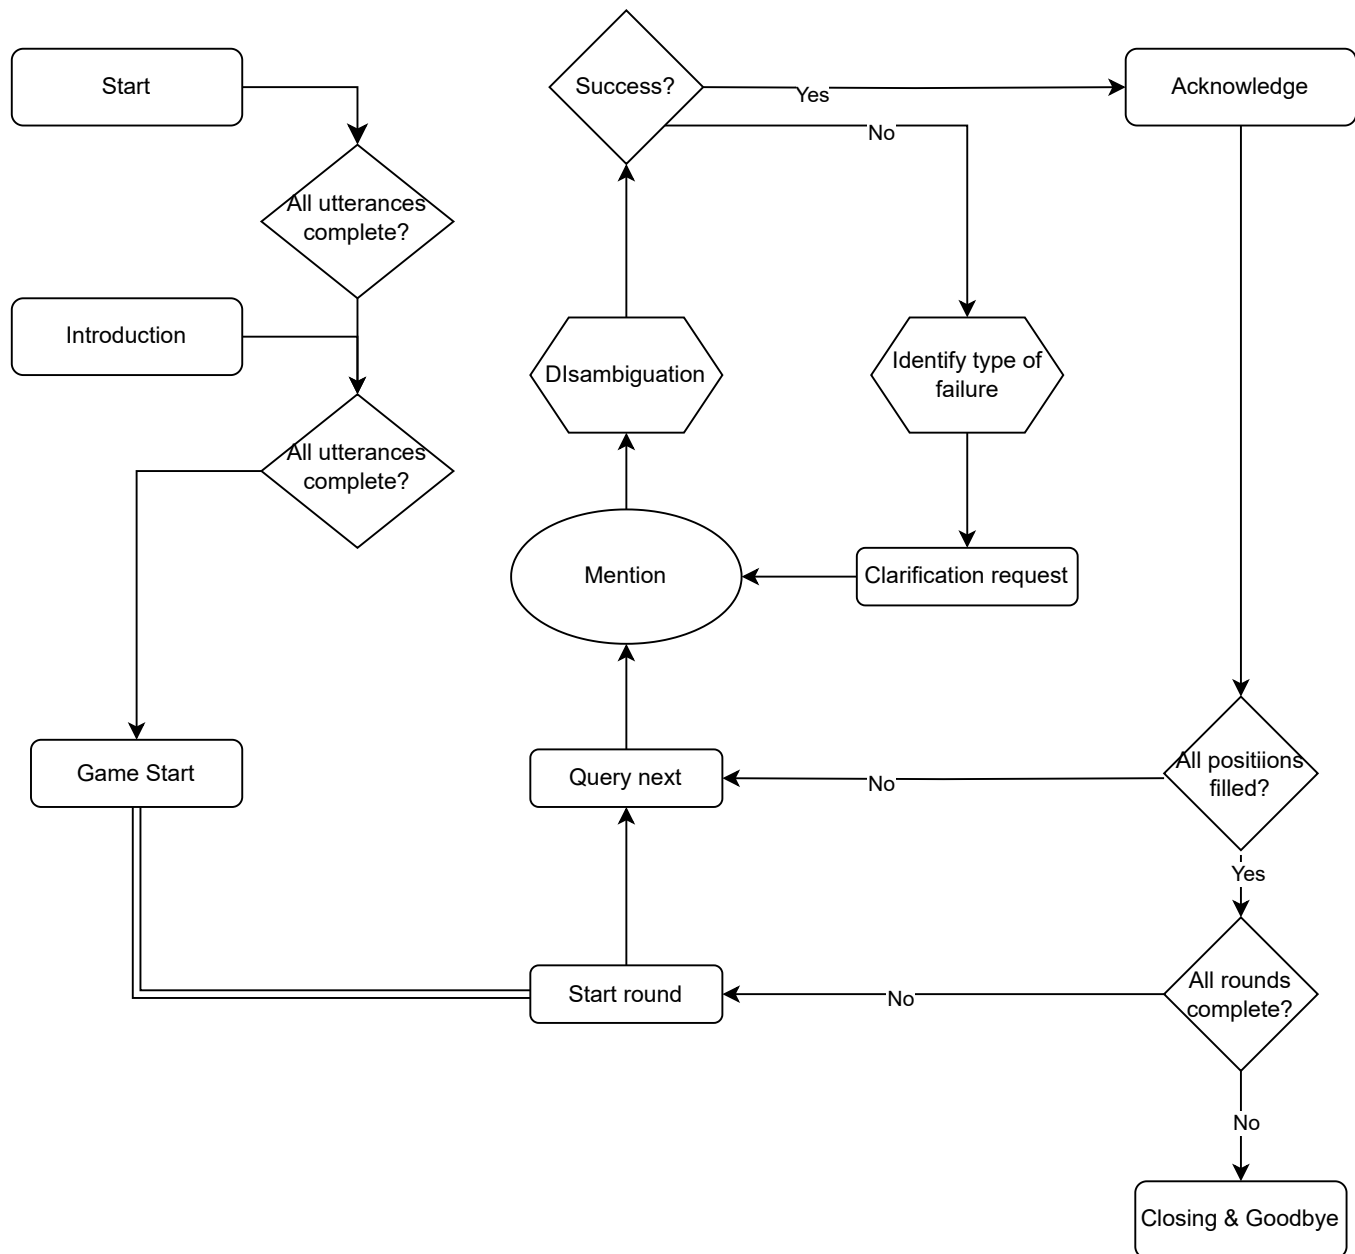 Start
All utterances
complete?
Introduction
All utterances
complete?
Game Start
Success?
Yes
No
Acknowledge
DIsambiguation
Identify type of
failure
Mention
Clarification request
Query next
No
All positiions
filled?
Yes
Start round
No
All rounds
complete?
No
Closing & Goodbye